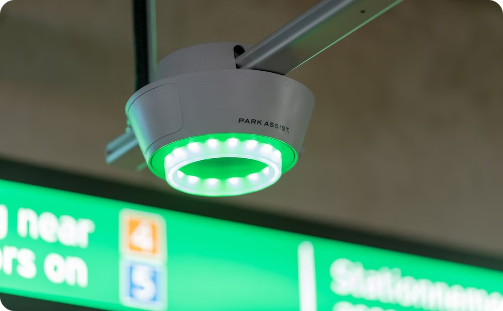 PARK ASSIST.
g near
ors on
4
5
Stationneme